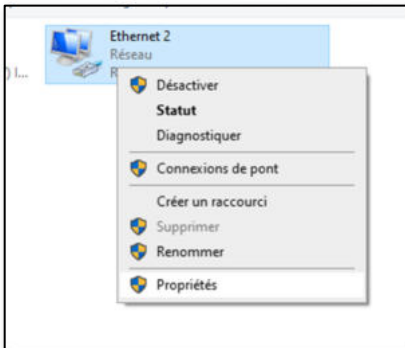 Ethernet 2
Réseau
) I...
R
Désactiver
Statut
Diagnostiquer
Connexions de pont
Créer un raccourci
Supprimer
Renommer
Propriétés